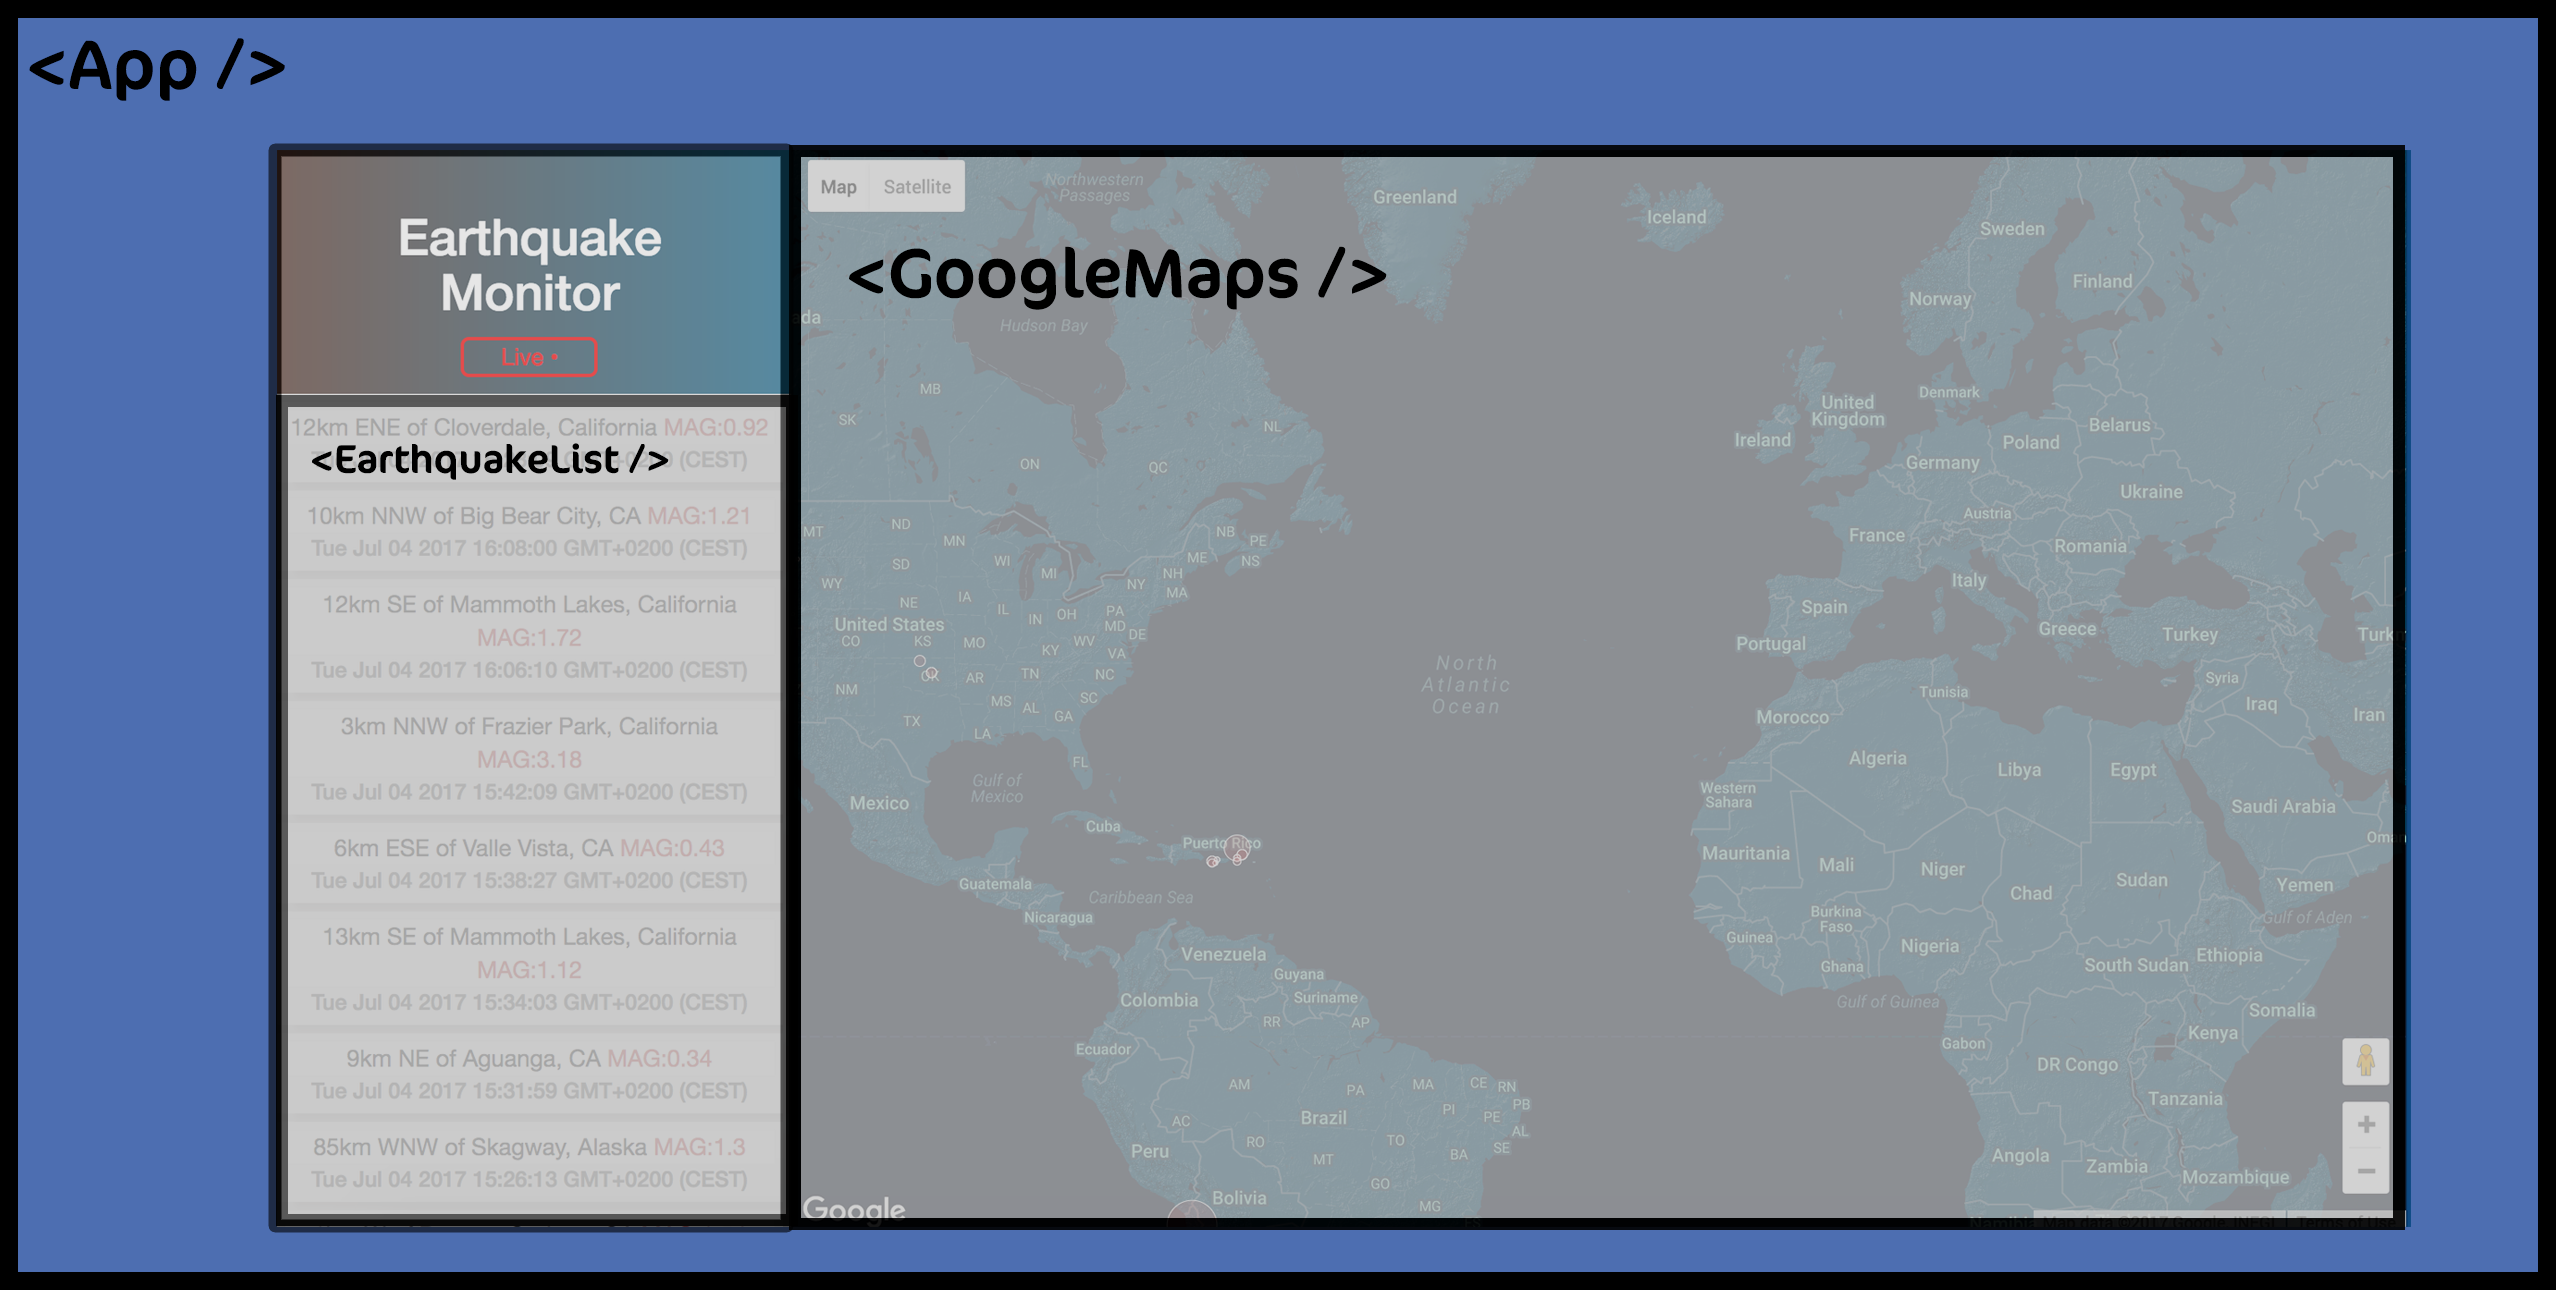 <App />
Earthquake
Monitor
Live •
12km ENE of Cloverdale, California MAG:0.92
<EarthquakeList />
(CEST)
10km NNW of Big Bear City, CA MAG:1.21
Tue Jul 04 2017 16:08:00 GMT+0200 (CEST)
12km SE of Mammoth Lakes, California
MAG:1.72
Tue Jul 04 2017 16:06:10 GMT+0200 (CEST)
3km NNW of Frazier Park, California
MAG:3.18
Tue Jul 04 2017 15:42:09 GMT+0200 (CEST)
6km ESE of Valle Vista, CA MAG:0.43
Tue Jul 04 2017 15:38:27 GMT+0200 (CEST)
13km SE of Mammoth Lakes, California
MAG:1.12
Tue Jul 04 2017 15:34:03 GMT+0200 (CEST)
9km NE of Aguanga, CA MAG:0.34
Tue Jul 04 2017 15:31:59 GMT+0200 (CEST)
85km WNW of Skagway, Alaska MAG:1.3
Tue Jul 04 2017 15:26:13 GMT+0200 (CEST)
Map Satellite
<GoogleMaps />
Northwestern
Passages
Greenland
Iceland
Sweden
Finland
Norway
Hudson Bay
MB
SK
NL
ON
QC
Denmark
United
Kingdom
Ireland
Belarus
Poland
Germany
Ukraine
Austria
France
Romania
Italy
Spain
Portugal
Greece
Turkey
MT
ND
MN
NB
PE
NS
ME
SD
WI
MI
NH
NY
MA
WY
NE
IA
IL
IN
OH
PA
MD
DE
United States
CO
KS
MO
KY
WV
VA
OK
AR
TN
NC
NM
MS
AL
SC
GA
TX
LA
FL
North
Atlantic
Ocean
Gulf of
Mexico
Mexico
Cuba
Puerto Rico
Guatemala
Caribbean Sea
Nicaragua
Syria
Iraq
Iran
Tunisia
Morocco
Algeria
Libya
Egypt
Western
Sahara
Saudi Arabia
Oman
Mauritania
Mali
Niger
Chad
Sudan
Yemen
Gulf of Aden
Burkina
Faso
Guinea
Ghana
Nigeria
South Sudan
Ethiopia
Gulf of Guinea
Somalia
Kenya
Gabon
DR Congo
Tanzania
Angola
Zambia
Mozambique
Venezuela
Guyana
Suriname
Colombia
RR
AP
Ecuador
AM
PA
MA
CE
RN
PB
PI
PE
AL
SE
Brazil
AC
RO
TO
BA
MT
Peru
GO
Bolivia
MG
ES
Google
Namibia
Map data ©2017 Google, INEGI
Terms of Use